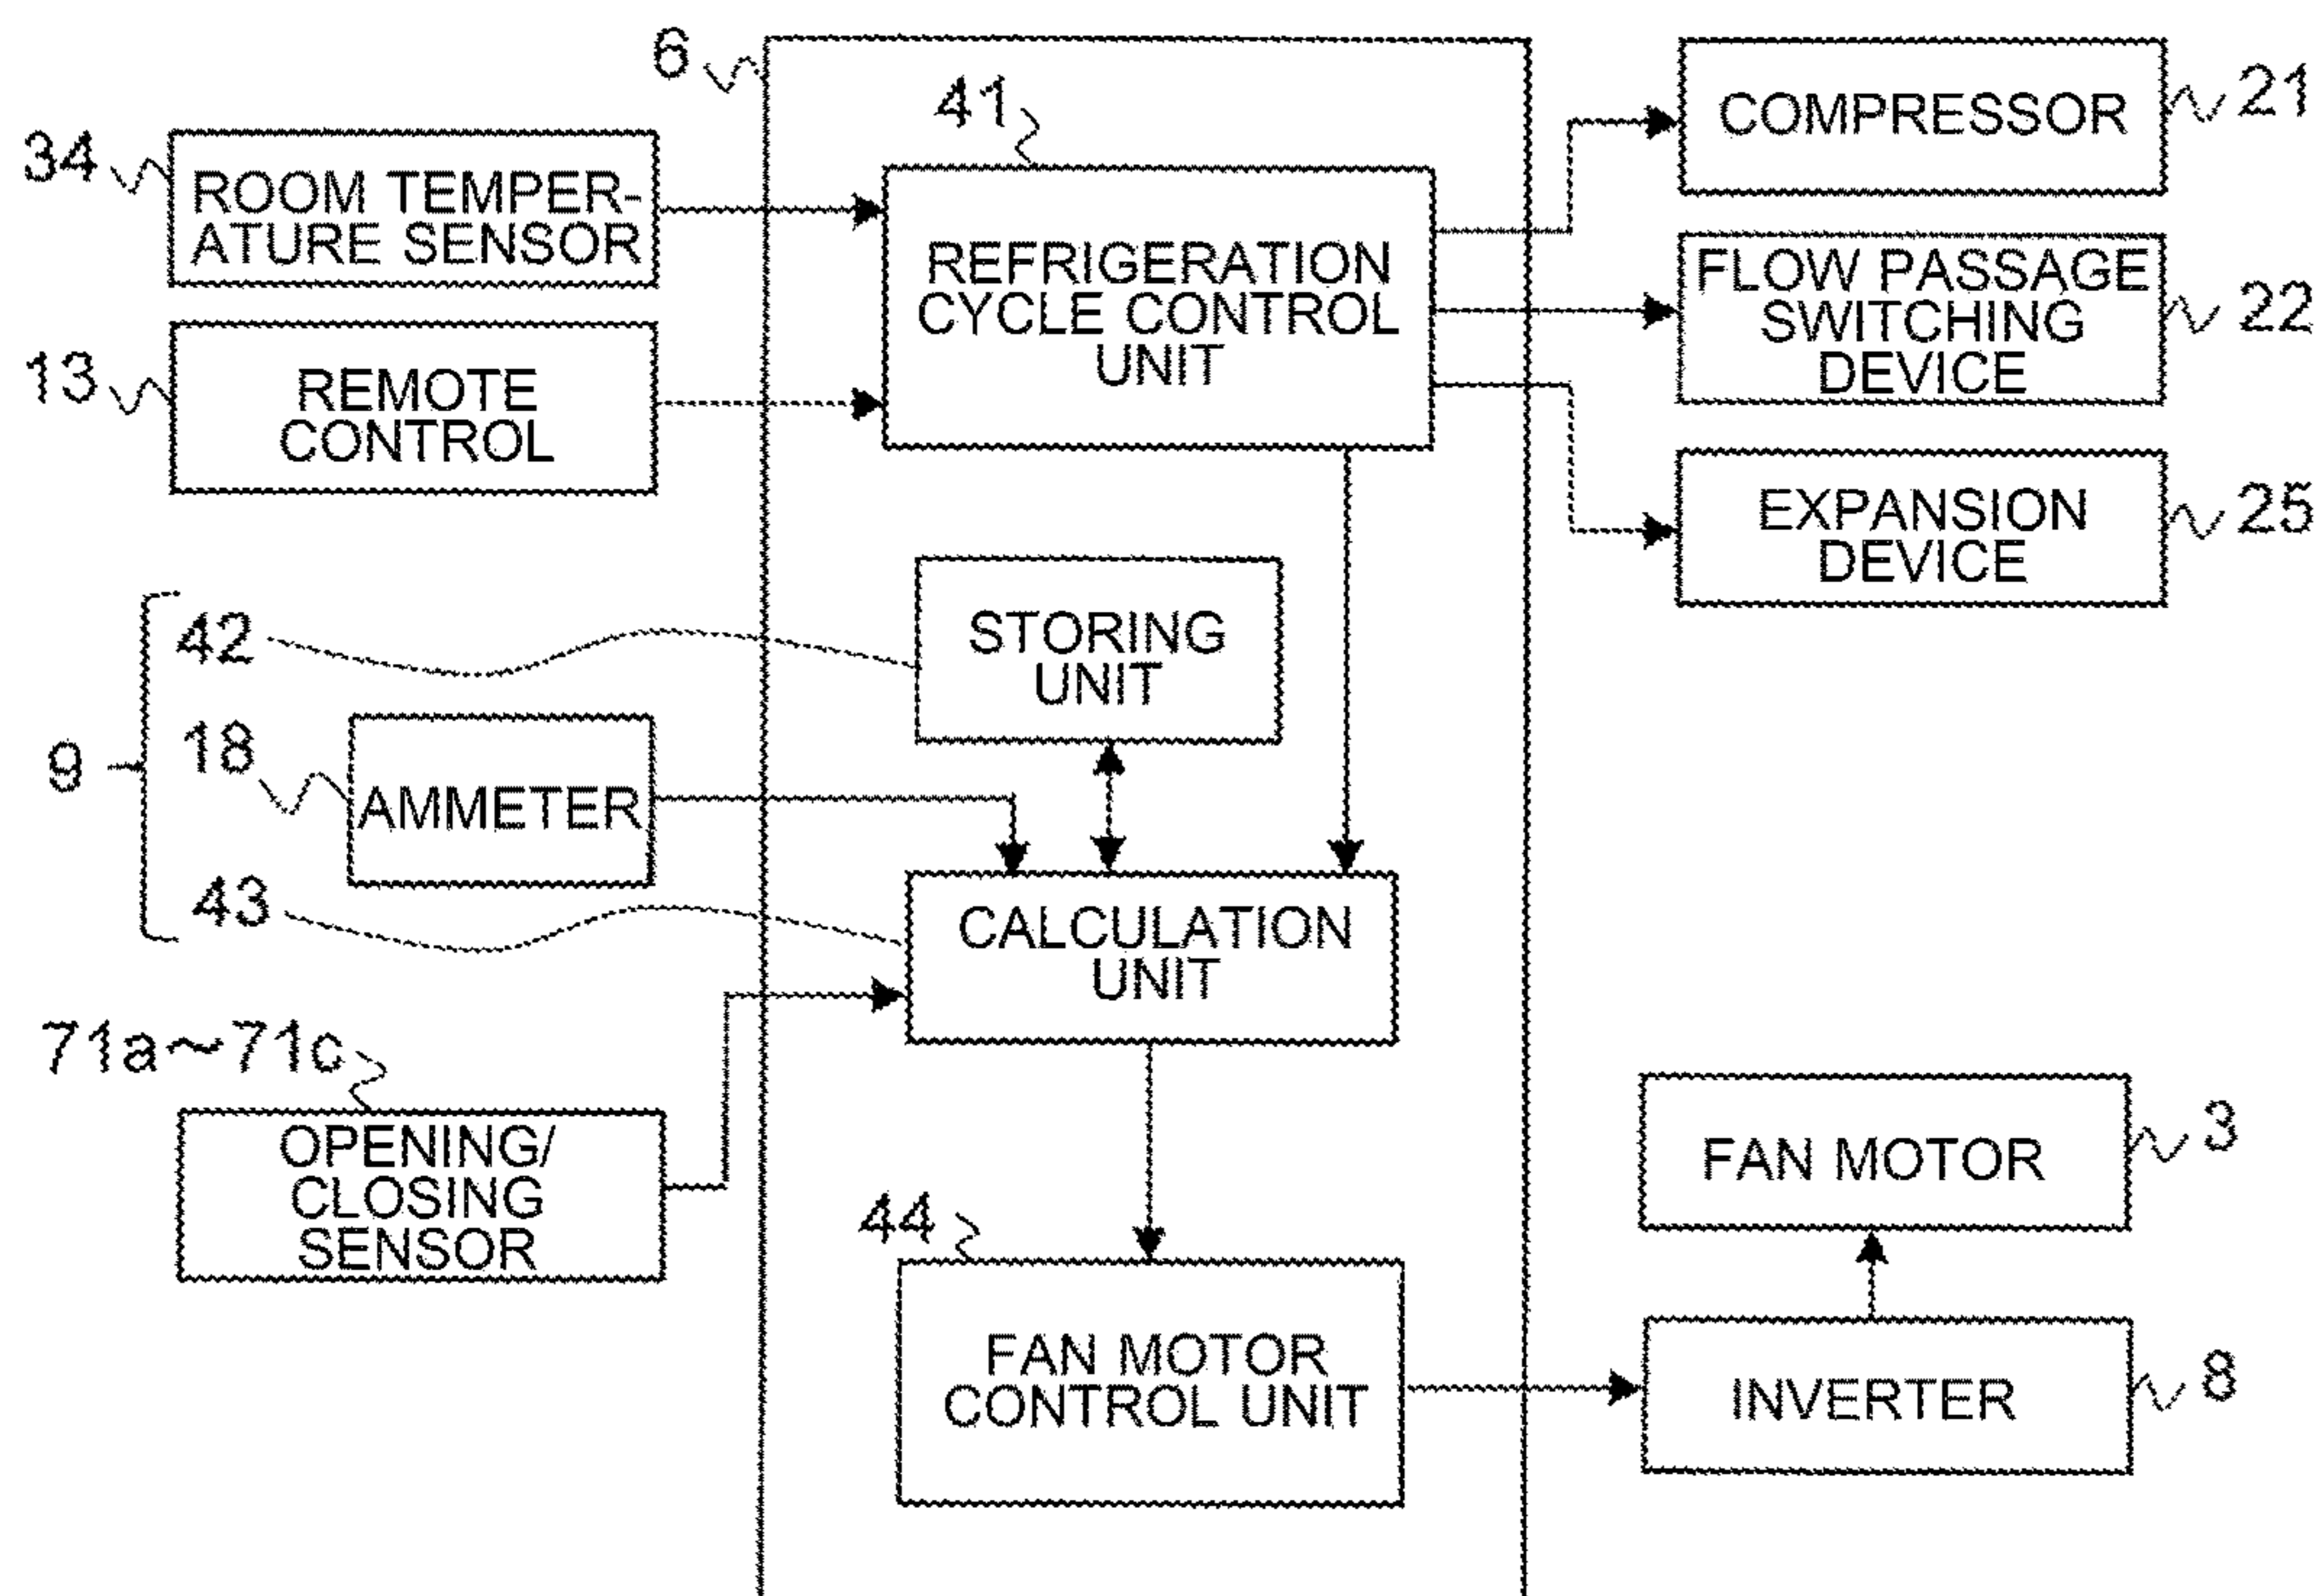 6
41
COMPRESSOR
21
34
ROOM TEMPER-
ATURE SENSOR
REFRIGERATION
CYCLE CONTROL
UNIT
FLOW PASSAGE
SWITCHING
DEVICE
22
13
REMOTE
CONTROL
EXPANSION
DEVICE
25
9
42
STORING
UNIT
18
AMMETER
43
CALCULATION
UNIT
71a~71c
OPENING/
CLOSING
SENSOR
44
FAN MOTOR
CONTROL UNIT
FAN MOTOR
3
INVERTER
8